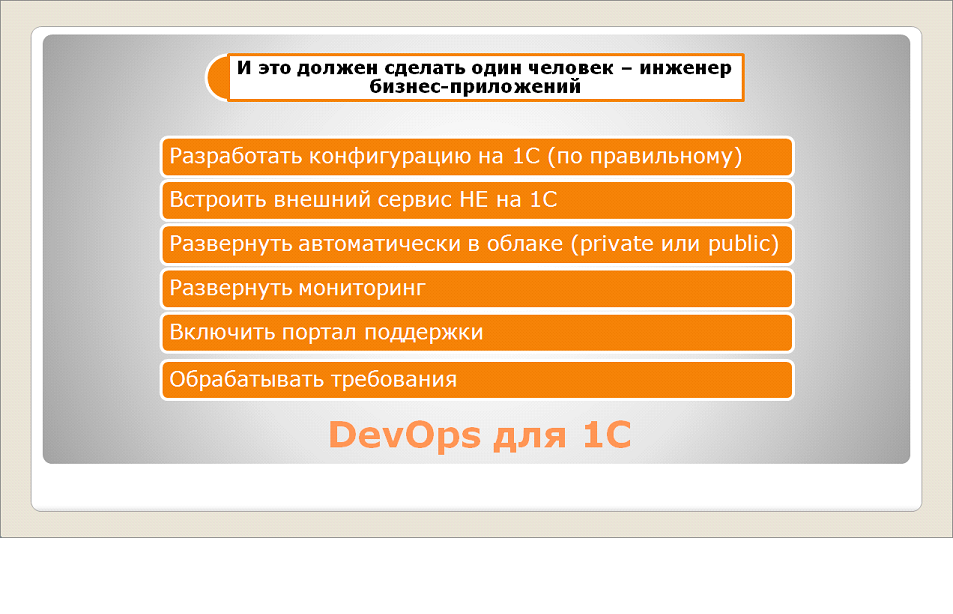 И это должен сделать один человек – инженер
бизнес-приложений
Разработать конфигурацию на 1С (по правильному)
Встроить внешний сервис НЕ на 1С
Развернуть автоматически в облаке (private или public)
Развернуть мониторинг
Включить портал поддержки
Обрабатывать требования
DevOps для 1С